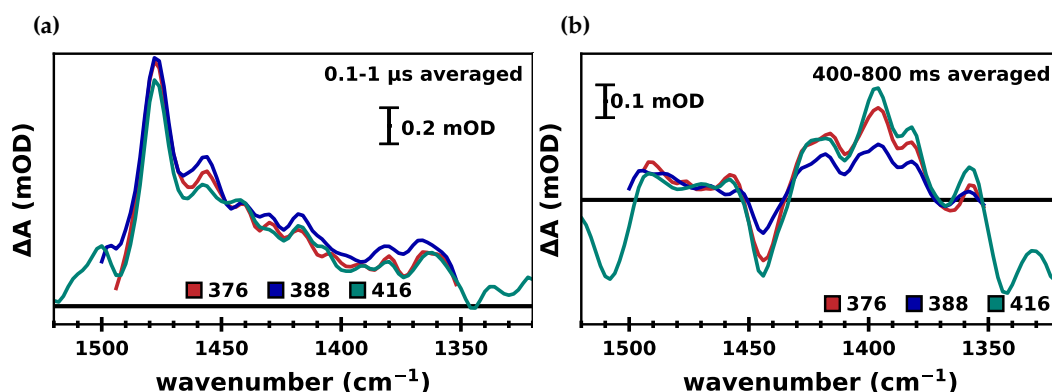 (a)
(b)
0.1-1 µs averaged
0.2 mOD
ΔA (mOD)
376 388 416
1500 1450 1400 1350
wavenumber (cm⁻¹)
400-800 ms averaged
0.1 mOD
ΔA (mOD)
376 388 416
1500 1450 1400 1350
wavenumber (cm⁻¹)